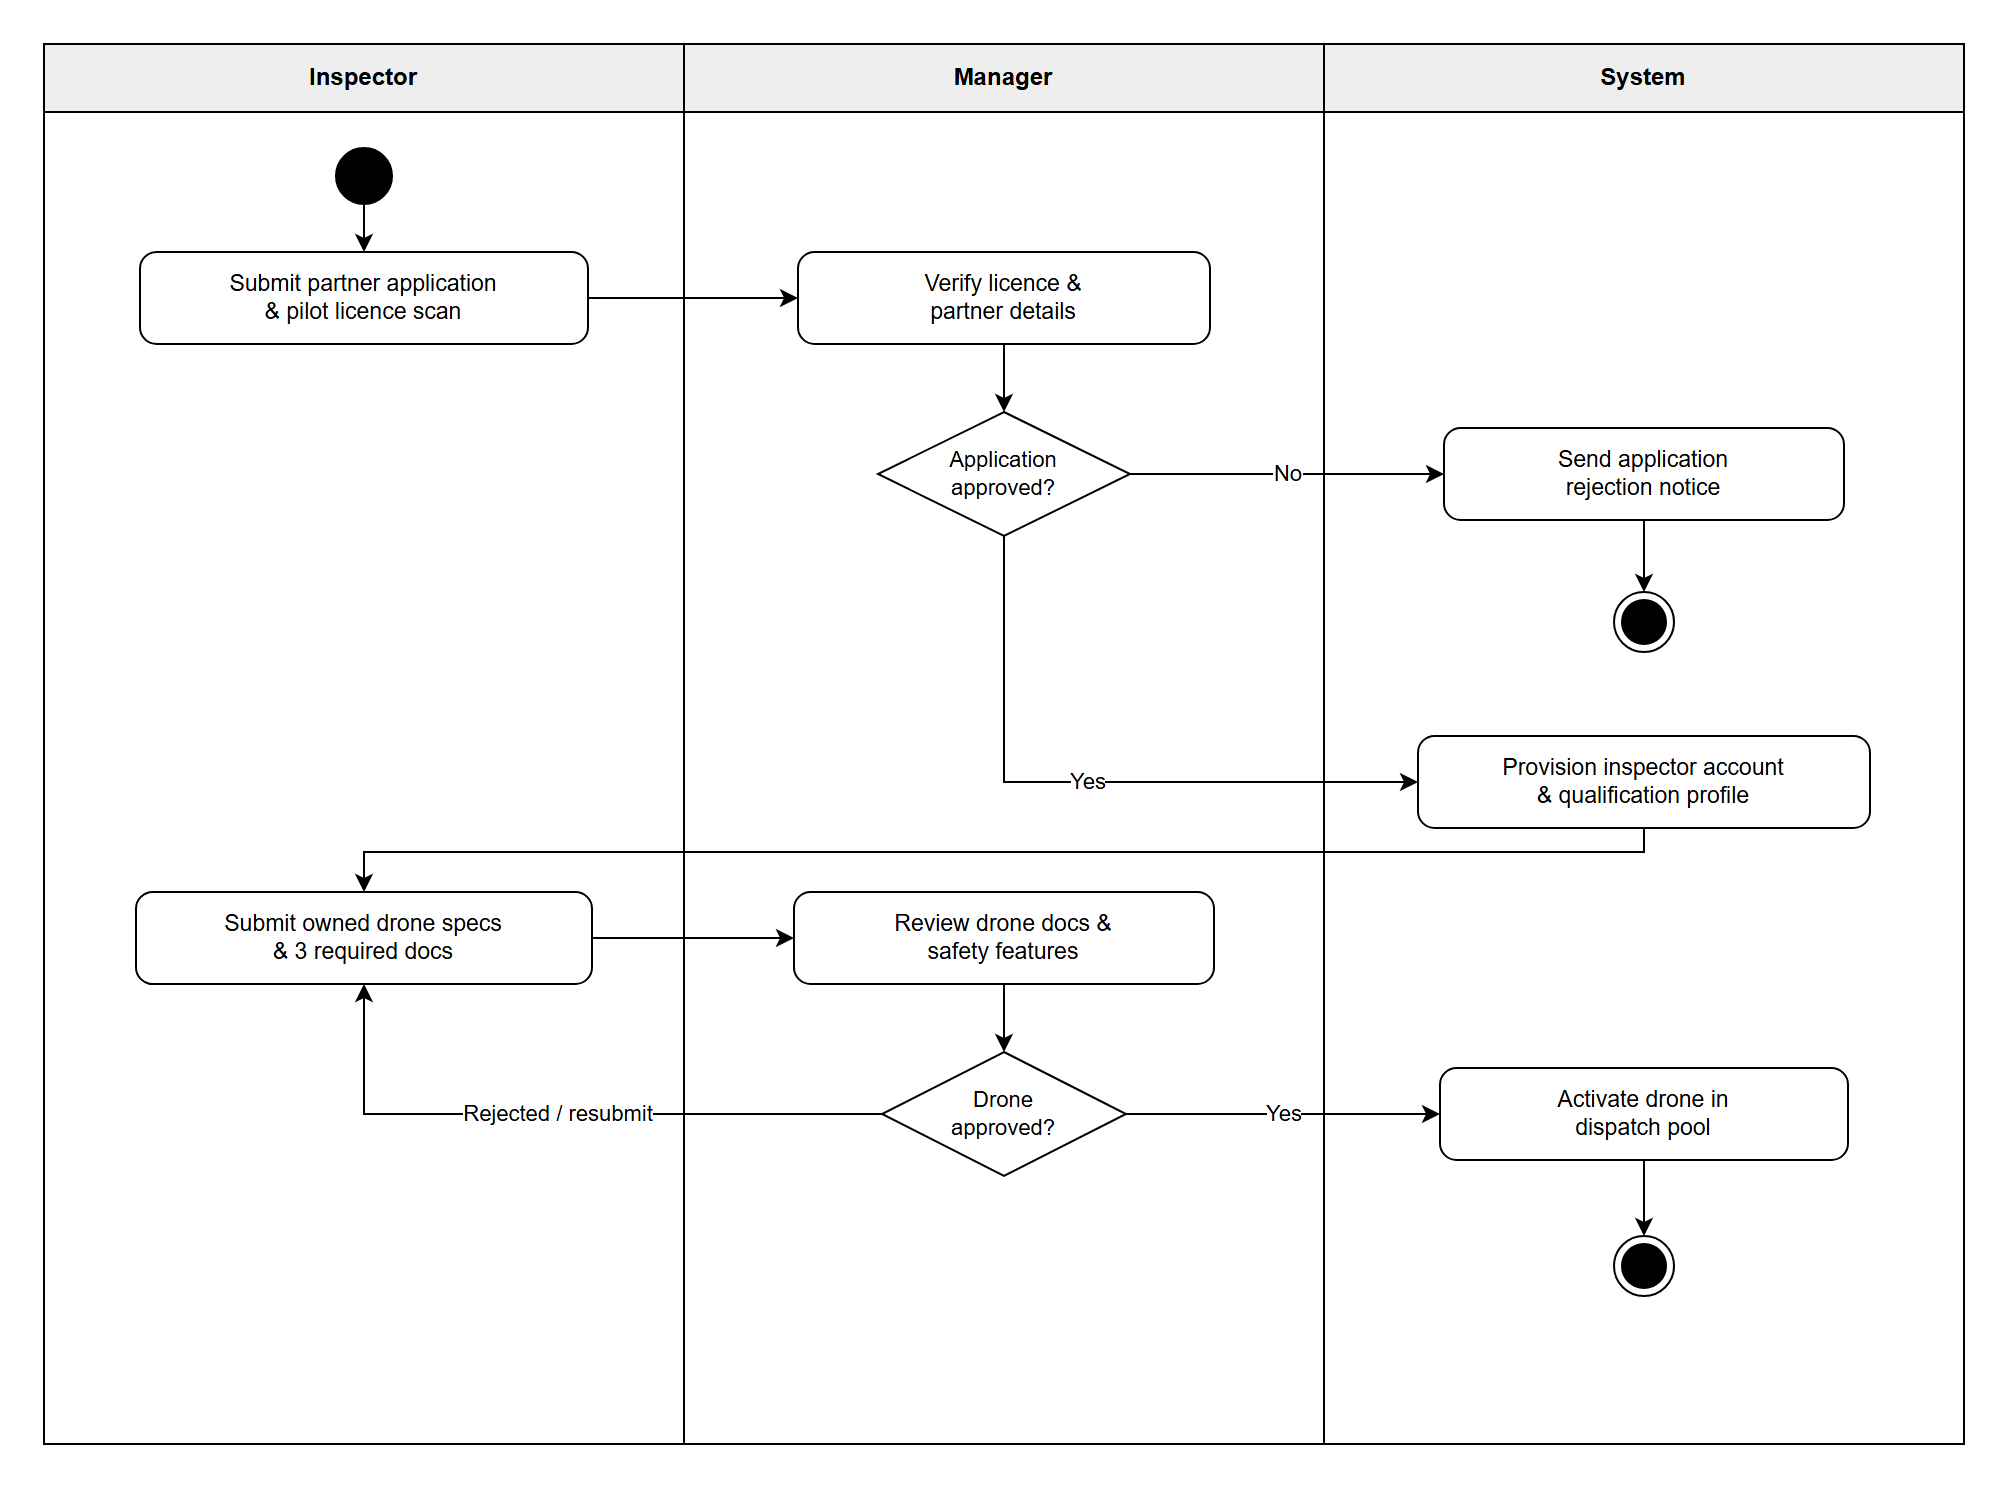 Inspector
Manager
System
Submit partner application
& pilot licence scan
Verify licence &
partner details
Application
approved?
No
Send application
rejection notice
Yes
Provision inspector account
& qualification profile
Submit owned drone specs
& 3 required docs
Review drone docs &
safety features
Rejected / resubmit
Drone
approved?
Yes
Activate drone in
dispatch pool